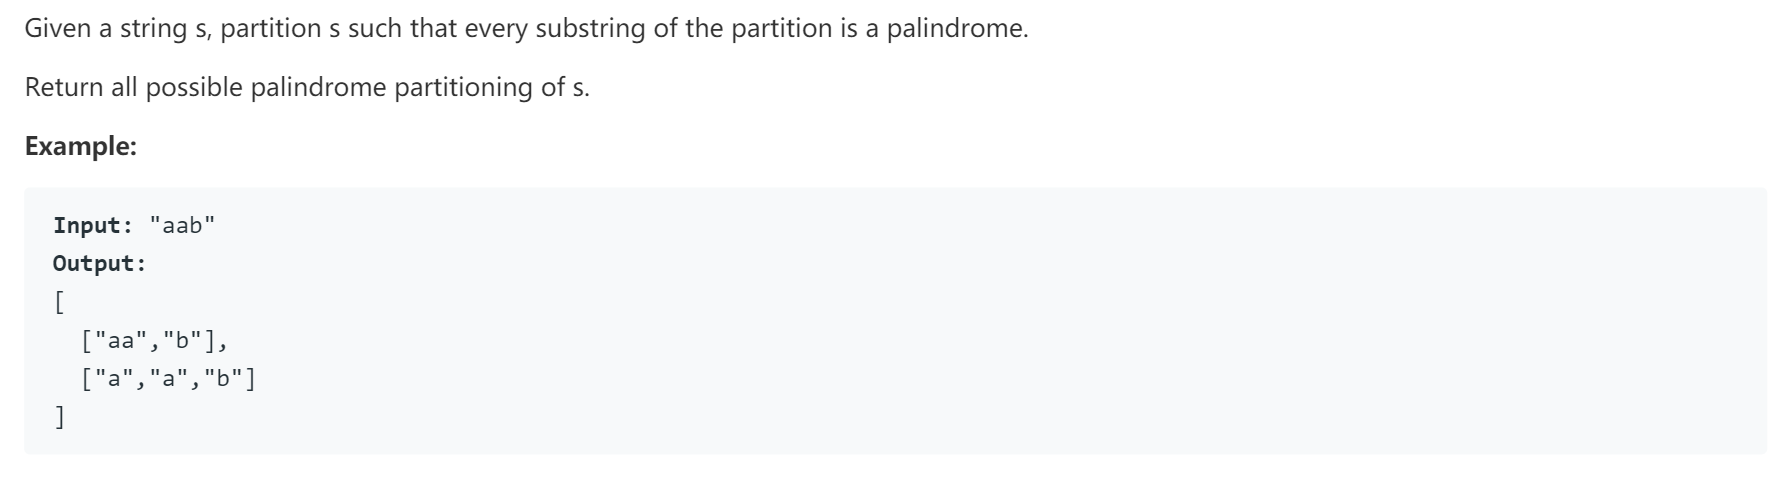 Given a string s, partition s such that every substring of the partition is a palindrome.
Return all possible palindrome partitioning of s.
Example:
Input: "aab"
Output:
[
  ["aa","b"],
  ["a","a","b"]
]